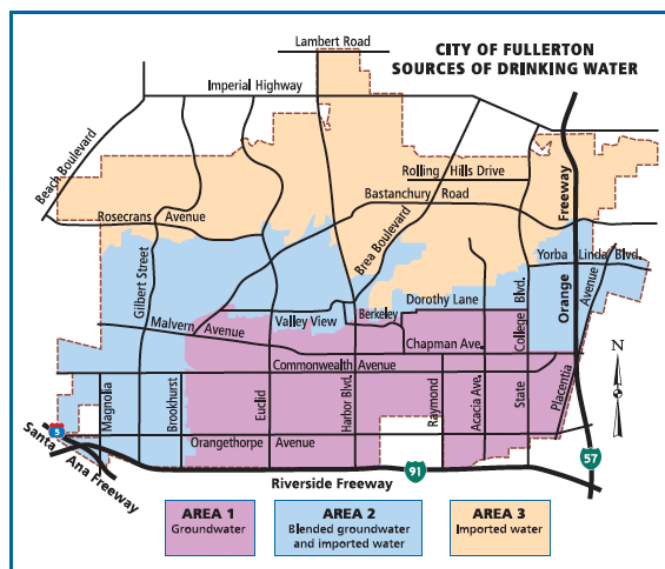 CITY OF FULLERTON
SOURCES OF DRINKING WATER
Lambert Road
Imperial Highway
Beach Boulevard
Rolling Hills Drive
Bastanchury Road
Rosecrans Avenue
Brea Boulevard
Orange Freeway
Yorba Linda Blvd.
Gilbert Street
Dorothy Lane
Malvern Avenue
Valley View
Berkeley
College Blvd.
Chapman Ave.
Commonwealth Avenue
Magnolia
Brookhurst
Euclid
Harbor Blvd.
Raymond
Acacia Ave.
State
Placentia Avenue
Orangethorpe Avenue
5
Santa Ana Freeway
91
57
Riverside Freeway
N
AREA 1
Groundwater
AREA 2
Blended groundwater
and imported water
AREA 3
Imported water